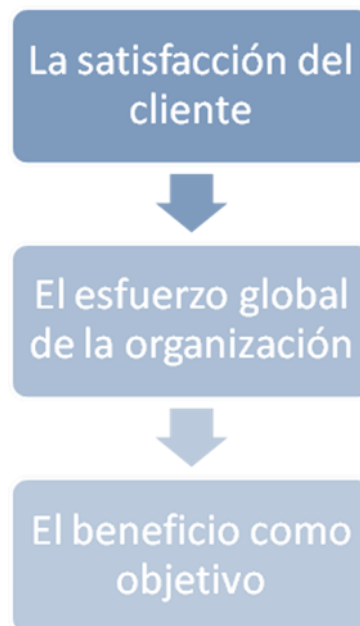 La satisfacción del
cliente
El esfuerzo global
de la organización
El beneficio como
objetivo